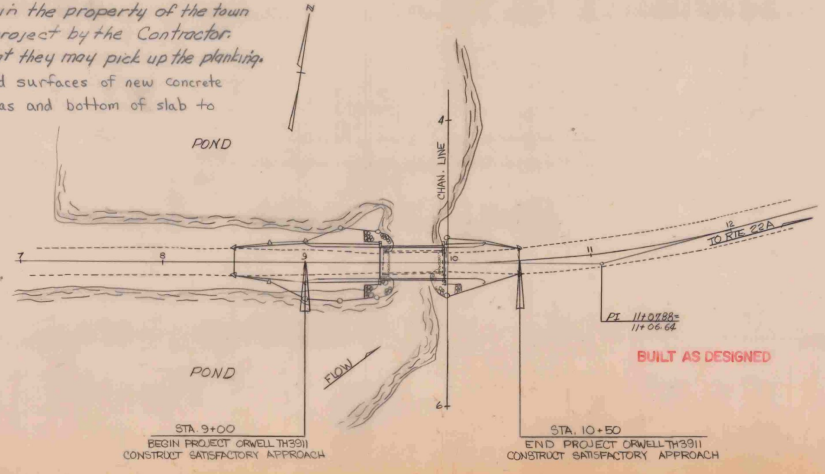 in the property of the town
project by the Contractor.
they may pick up the planking.
surfaces of new concrete
and bottom of slab to
N
POND
4
CHAN. LINE
7
8
9
10
11
12
TO RTE 22A
PI 11+07.88=
11+06.64
BUILT AS DESIGNED
POND
FLOW
6
STA. 9+00
BEGIN PROJECT ORWELL TH3911
CONSTRUCT SATISFACTORY APPROACH
STA. 10+50
END PROJECT ORWELL TH3911
CONSTRUCT SATISFACTORY APPROACH